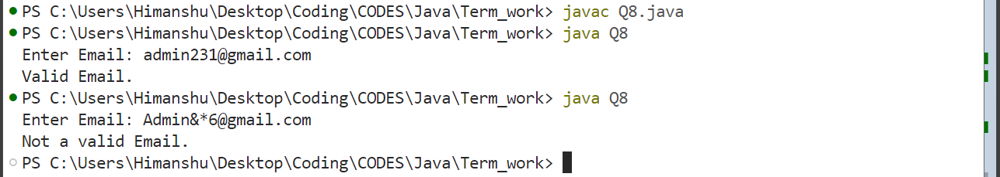 PS C:\Users\Himanshu\Desktop\Coding\CODES\Java\Term_work> javac Q8.java
PS C:\Users\Himanshu\Desktop\Coding\CODES\Java\Term_work> java Q8
Enter Email: admin231@gmail.com
Valid Email.
PS C:\Users\Himanshu\Desktop\Coding\CODES\Java\Term_work> java Q8
Enter Email: Admin&*6@gmail.com
Not a valid Email.
PS C:\Users\Himanshu\Desktop\Coding\CODES\Java\Term_work>